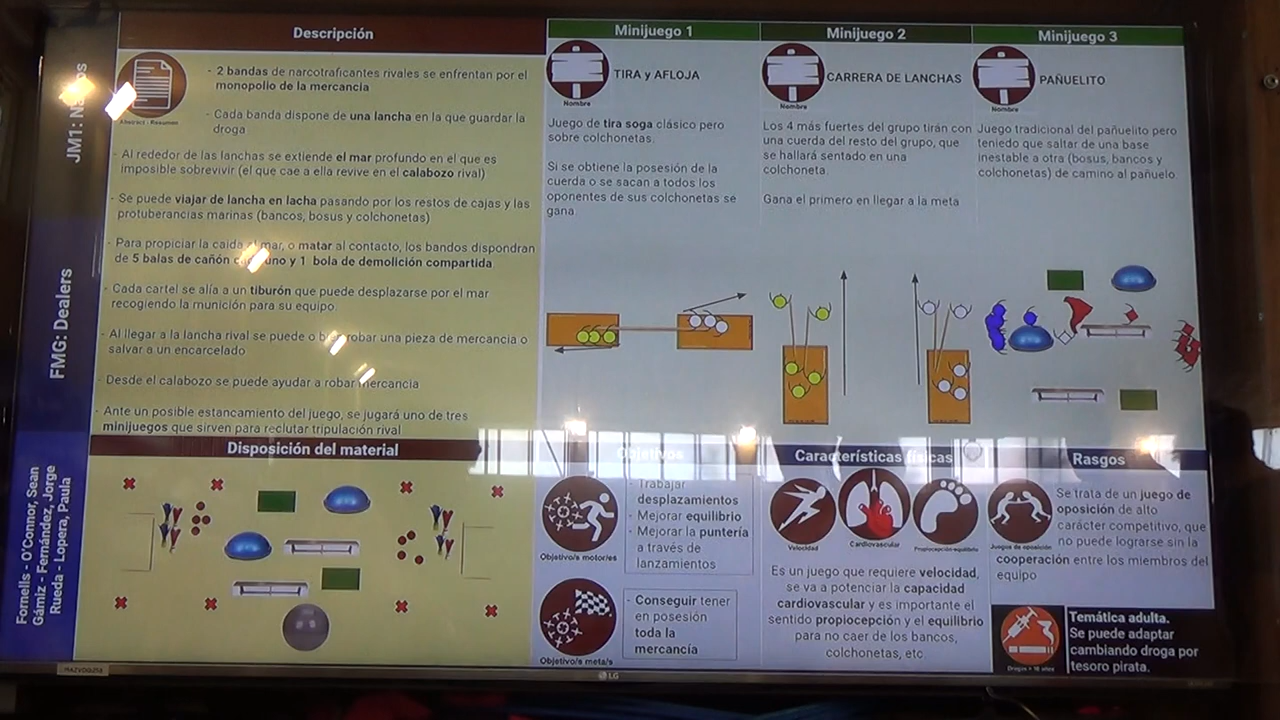 JM1:
FMG: Dealers
Fornells - O'Connor, Sean
Gámiz - Fernández, Jorge
Rueda - Lopera, Paula
Descripción
Abstract - Resumen
- 2 bandas de narcotraficantes rivales se enfrentan por el
monopolio de la mercancia
- Cada banda dispone de una lancha en la que guardar la
droga
- Al rededor de las lanchas se extiende el mar profundo en el que es
imposible sobrevivir (el que cae a ella revive en el calabozo rival)
- Se puede viajar de lancha en lacha pasando por los restos de cajas y las
protuberancias marinas (bancos, bosus y colchonetas)
- Para propiciar la caida al mar, o matar al contacto, los bandos dispondran
de 5 balas de cañón cada uno y 1 bola de demolición compartida
- Cada cartel se alía a un tiburón que puede desplazarse por el mar
recogiendo la munición para su equipo
- Al llegar a la lancha rival se puede o bien robar una pieza de mercancia o
salvar a un encarcelado
- Desde el calabozo se puede ayudar a robar mercancia
- Ante un posible estancamiento del juego, se jugará uno de tres
minijuegos que sirven para reclutar tripulación rival
Minijuego 1
Nombre
TIRA y AFLOJA
Juego de tira soga clásico pero
sobre colchonetas.
Si se obtiene la posesión de la
cuerda o se sacan a todos los
oponentes de sus colchonetas se
gana.
Minijuego 2
Nombre
CARRERA DE LANCHAS
Los 4 más fuertes del grupo tirán con
una cuerda del resto del grupo, que
se hallará sentado en una
colchoneta.
Gana el primero en llegar a la meta
Minijuego 3
Nombre
PAÑUELITO
Juego tradicional del pañuelito pero
teniedo que saltar de una base
inestable a otra (bosus, bancos y
colchonetas) de camino al pañuelo.
Disposición del material
Objetivos
Objetivo/s motor/es
- Trabajar
desplazamientos
- Mejorar equilibrio
- Mejorar la puntería
a través de
lanzamientos
Objetivo/s meta/s
- Conseguir tener
en posesión
toda la
mercancía
Características físicas
Velocidad
Cardiovascular
Propiocepción-equilibrio
Es un juego que requiere velocidad,
se va a potenciar la capacidad
cardiovascular y es importante el
sentido propiocepción y el equilibrio
para no caer de los bancos,
colchonetas, etc.
Rasgos
Juegos de oposición
Se trata de un juego de
oposición de alto
carácter competitivo, que
no puede lograrse sin la
cooperación entre los miembros del
equipo
Temática adulta.
Se puede adaptar
cambiando droga por
tesoro pirata.
LG